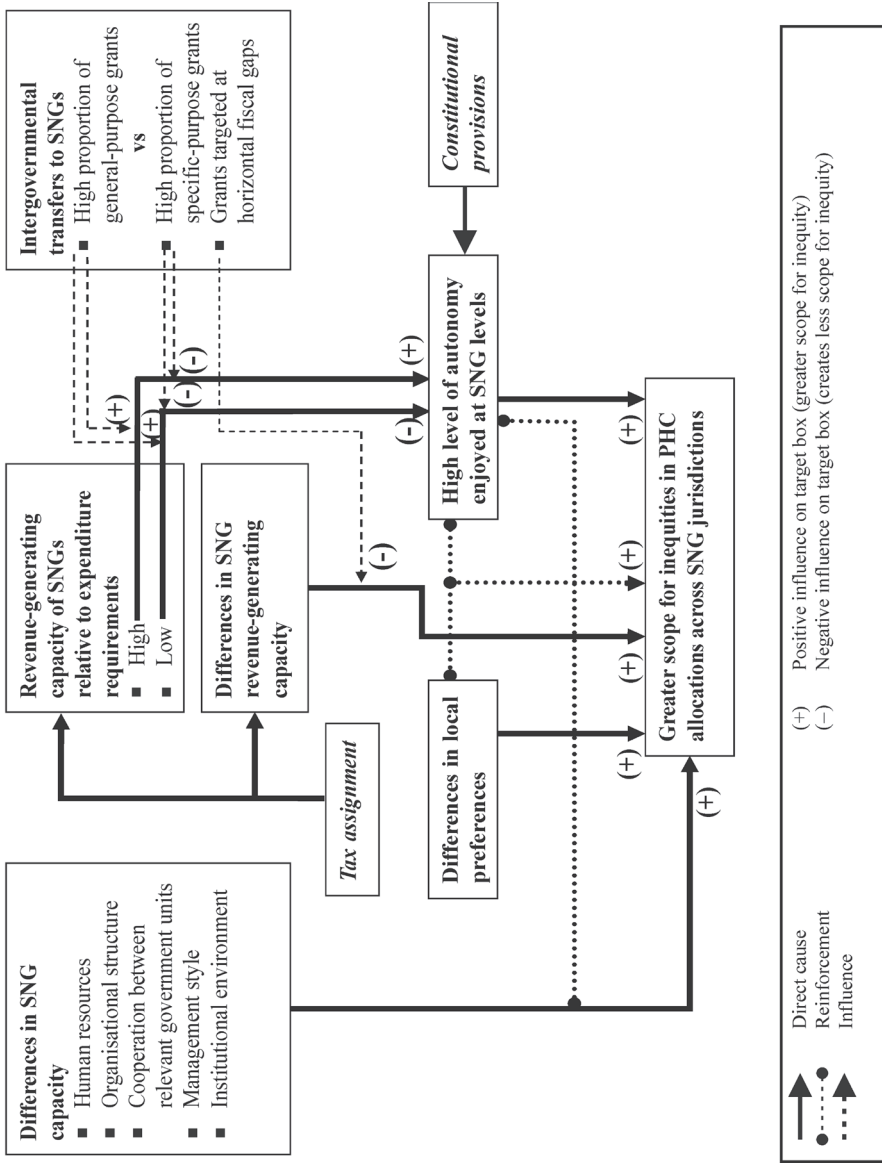 Differences in SNG
capacity
■ Human resources
■ Organisational structure
■ Cooperation between
relevant government units
■ Management style
■ Institutional environment
Tax assignment
Revenue-generating
capacity of SNGs
relative to expenditure
requirements
■ High
■ Low
Differences in SNG
revenue-generating
capacity
Intergovernmental
transfers to SNGs
■ High proportion of
general-purpose grants
vs
■ High proportion of
specific-purpose grants
■ Grants targeted at
horizontal fiscal gaps
(+)
(+)
(-)
(-)
(-)
(-)
(+)
Differences in local
preferences
High level of autonomy
enjoyed at SNG levels
Constitutional
provisions
(+)
(+)
(+)
(+)
(+)
Greater scope for inequities in PHC
allocations across SNG jurisdictions
Direct cause
Reinforcement
Influence
(+) Positive influence on target box (greater scope for inequity)
(−) Negative influence on target box (creates less scope for inequity)